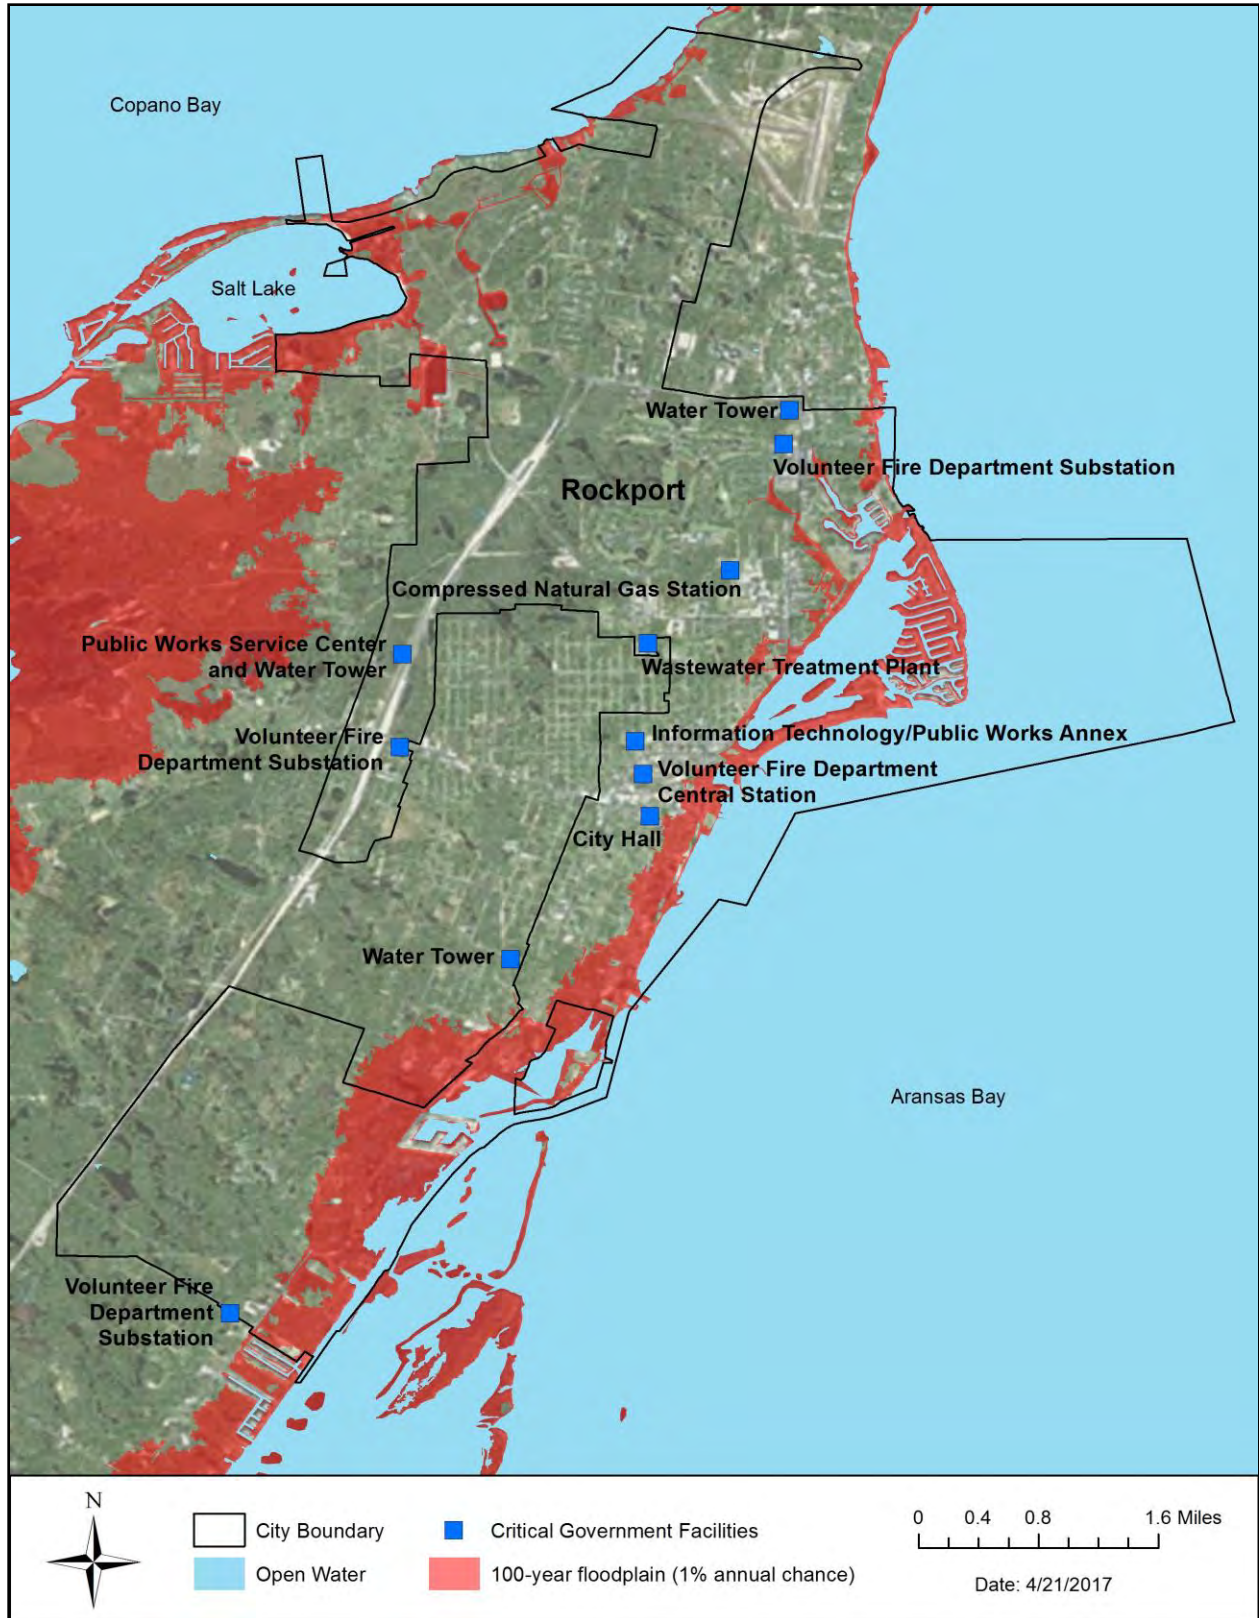 Copano Bay
Salt Lake
Water Tower
Volunteer Fire Department Substation
Rockport
Compressed Natural Gas Station
Public Works Service Center
and Water Tower
Wastewater Treatment Plant
Volunteer Fire
Department Substation
Information Technology/Public Works Annex
Volunteer Fire Department
Central Station
City Hall
Water Tower
Aransas Bay
Volunteer Fire
Department
Substation
N
City Boundary
Open Water
Critical Government Facilities
100-year floodplain (1% annual chance)
0 0.4 0.8 1.6 Miles
Date: 4/21/2017